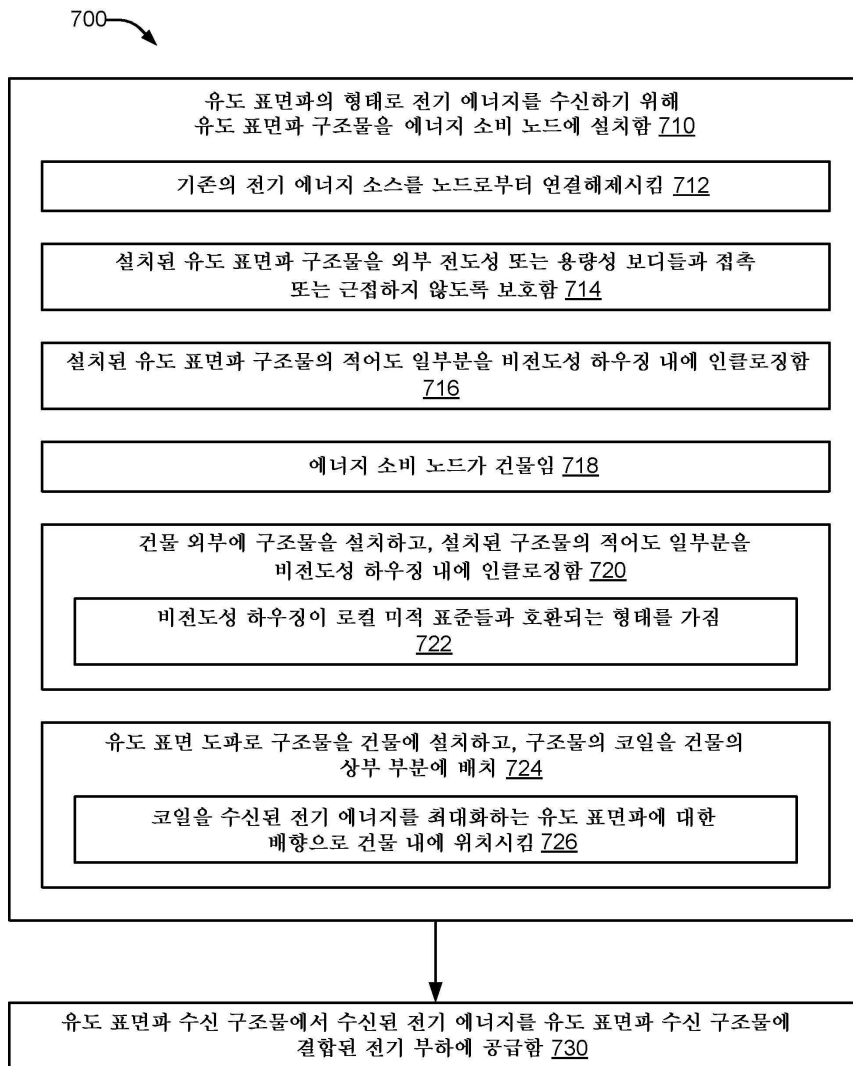 700
유도 표면파의 형태로 전기 에너지를 수신하기 위해
유도 표면파 구조물을 에너지 소비 노드에 설치함 710
기존의 전기 에너지 소스를 노드로부터 연결해제시킴 712
설치된 유도 표면파 구조물을 외부 전도성 또는 용량성 보디들과 접촉
또는 근접하지 않도록 보호함 714
설치된 유도 표면파 구조물의 적어도 일부분을 비전도성 하우징 내에 인클로징함
716
에너지 소비 노드가 건물임 718
건물 외부에 구조물을 설치하고, 설치된 구조물의 적어도 일부분을
비전도성 하우징 내에 인클로징함 720
비전도성 하우징이 로컬 미적 표준들과 호환되는 형태를 가짐
722
유도 표면 도파로 구조물을 건물에 설치하고, 구조물의 코일을 건물의
상부 부분에 배치 724
코일을 수신된 전기 에너지를 최대화하는 유도 표면파에 대한
배향으로 건물 내에 위치시킴 726
유도 표면파 수신 구조물에서 수신된 전기 에너지를 유도 표면파 수신 구조물에
결합된 전기 부하에 공급함 730